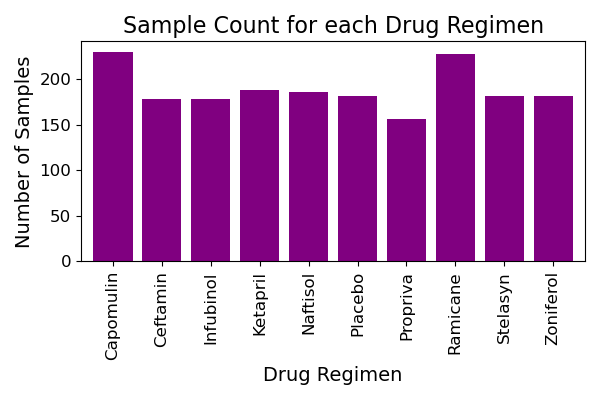 Sample Count for each Drug Regimen
Number of Samples
200
150
100
50
0
Capomulin
Ceftamin
Infubinol
Ketapril
Naftisol
Placebo
Propriva
Ramicane
Stelasyn
Zoniferol
Drug Regimen